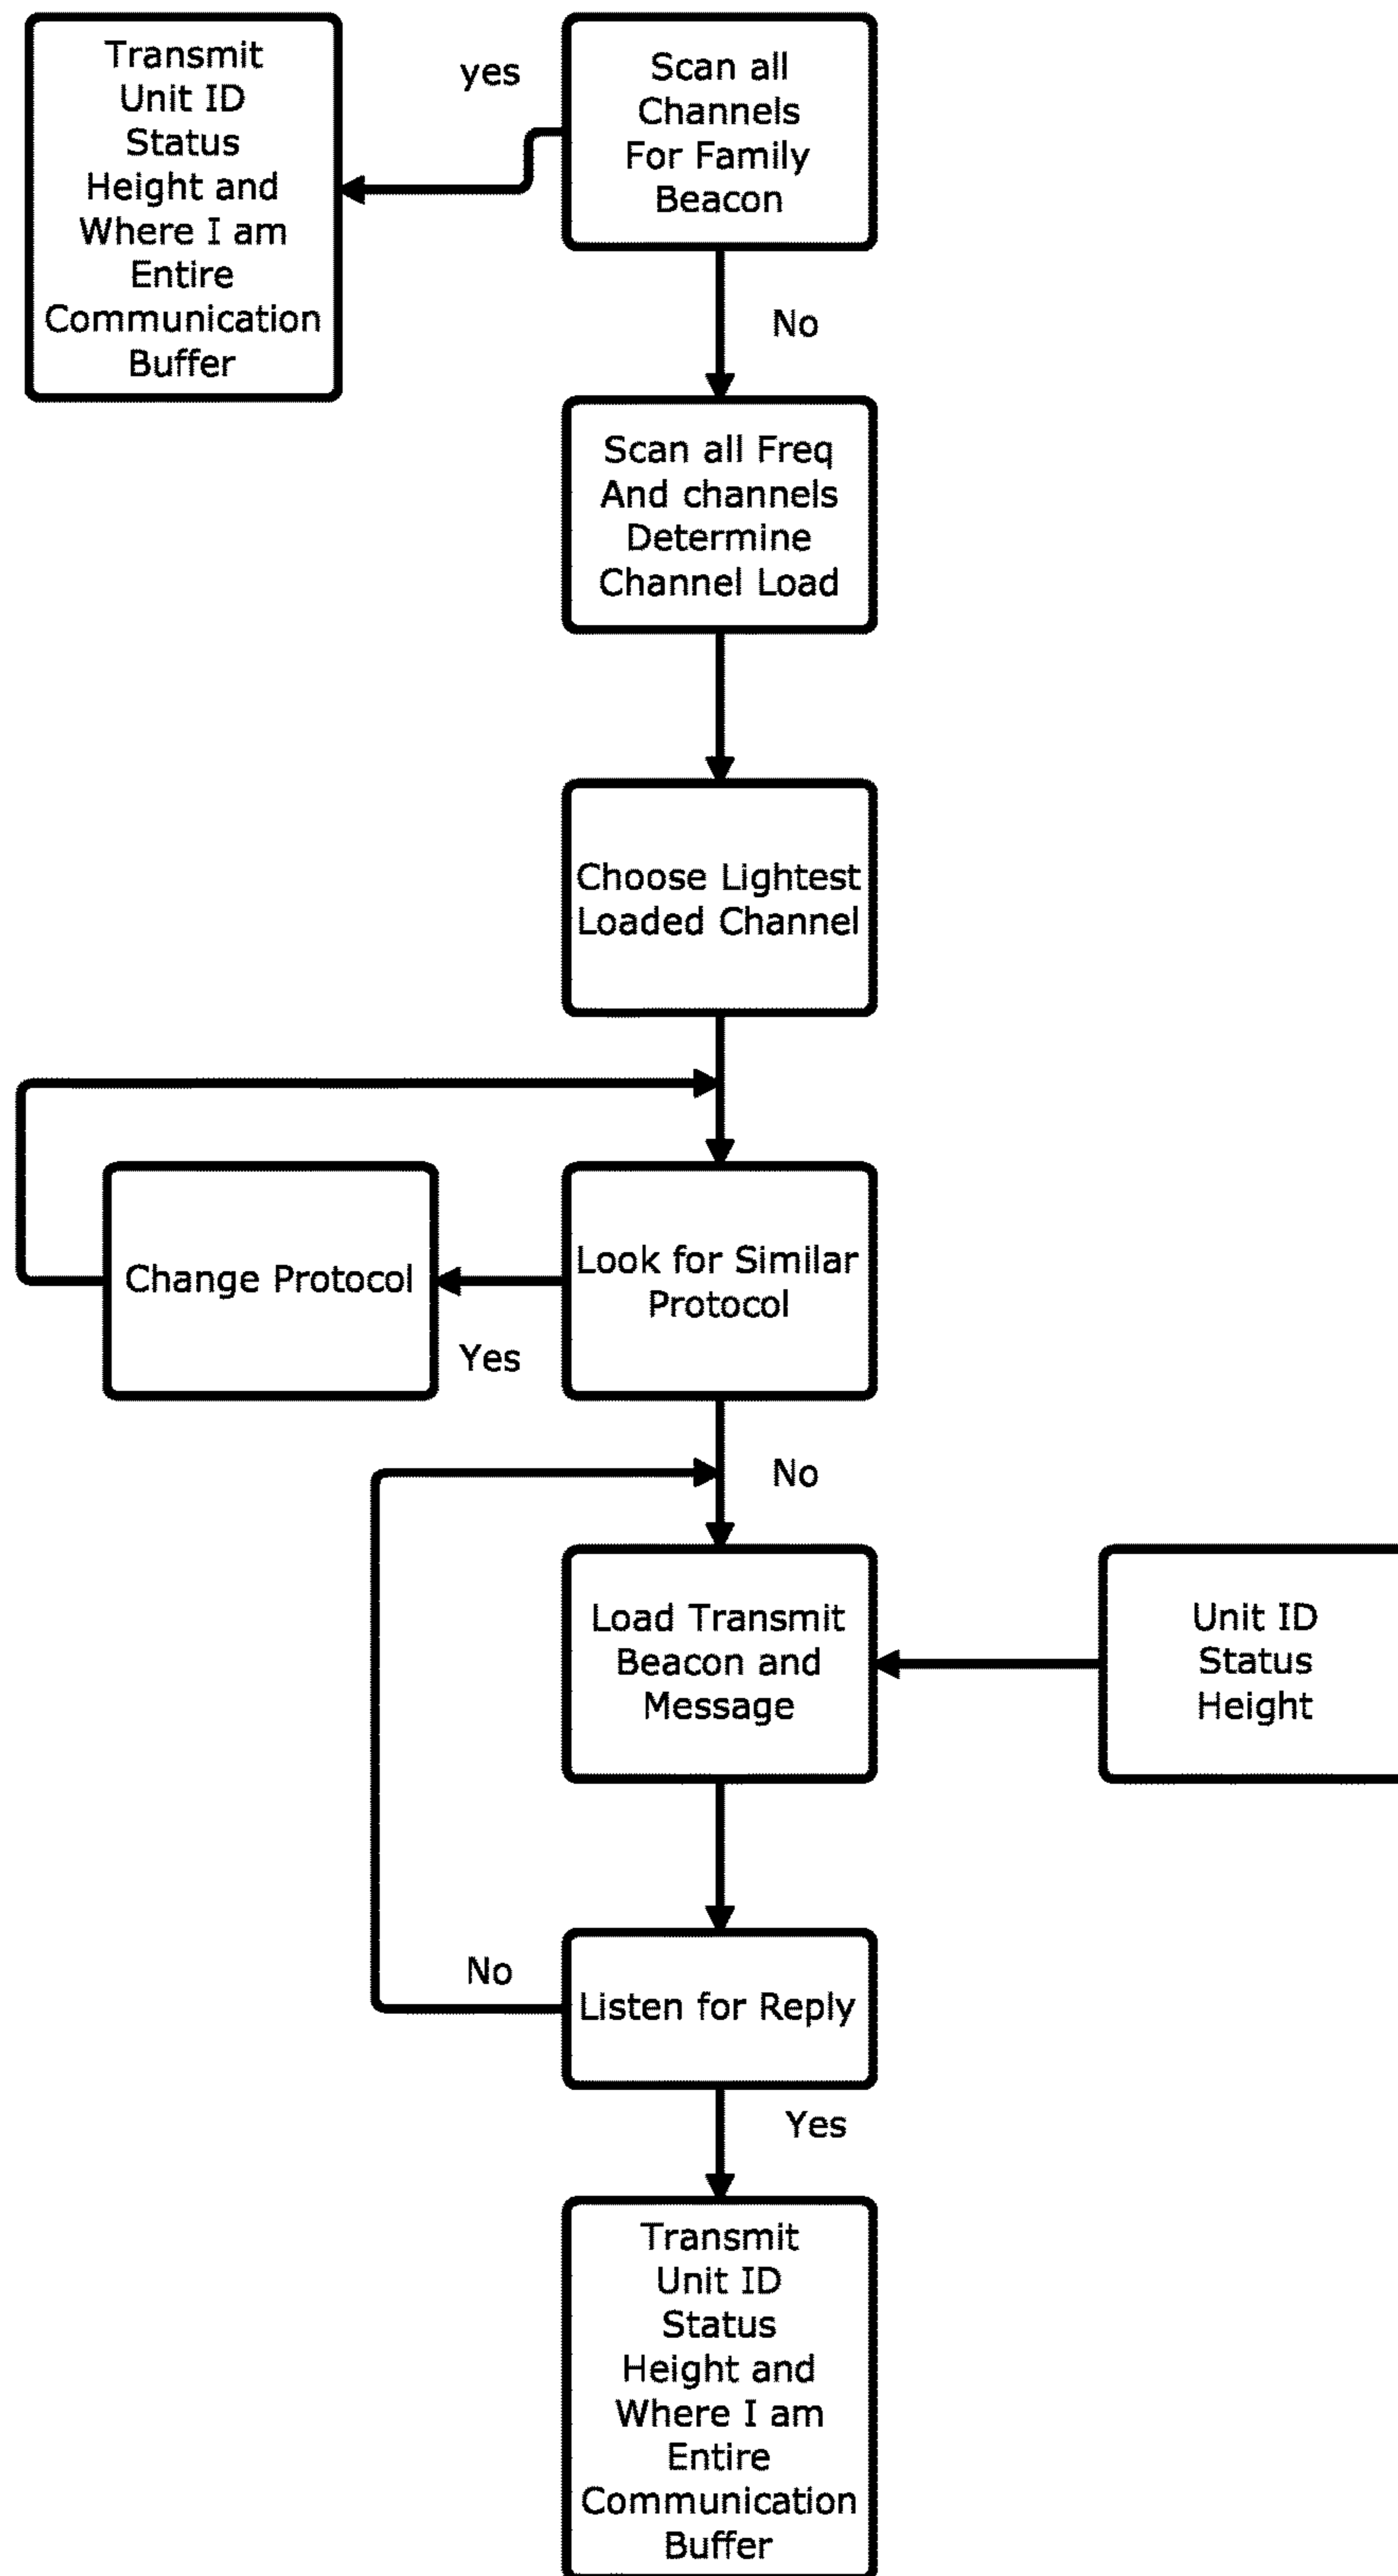 Transmit
Unit ID
Status
Height and
Where I am
Entire
Communication
Buffer
yes
Scan all
Channels
For Family
Beacon
No
Scan all Freq
And channels
Determine
Channel Load
Choose Lightest
Loaded Channel
Change Protocol
Yes
Look for Similar
Protocol
No
Load Transmit
Beacon and
Message
Unit ID
Status
Height
No
Listen for Reply
Yes
Transmit
Unit ID
Status
Height and
Where I am
Entire
Communication
Buffer